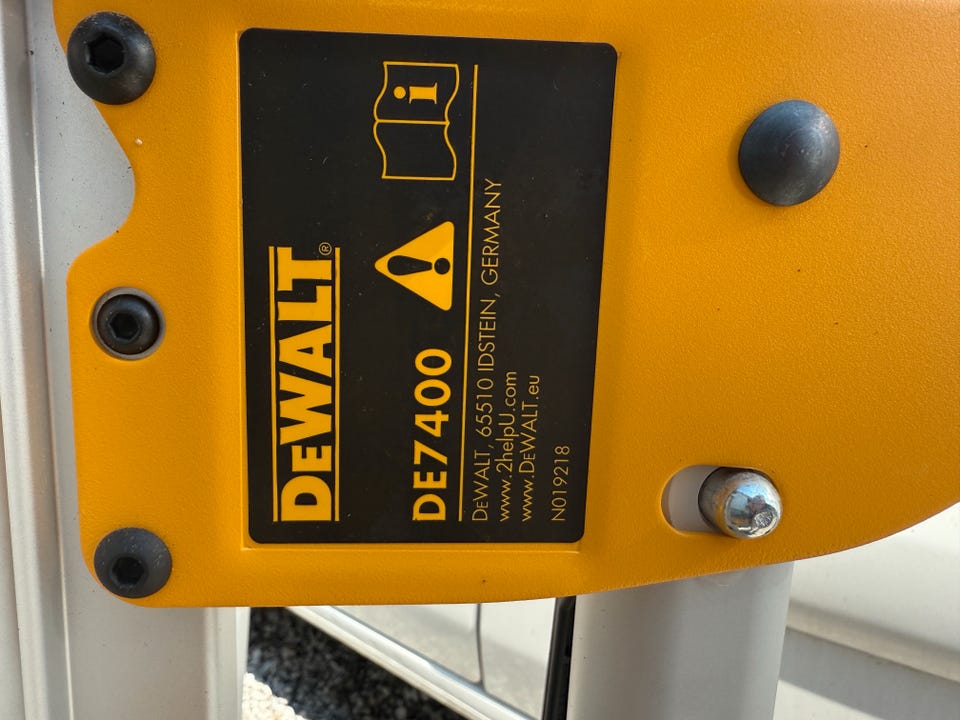 DEWALT®
DE7400
DEWALT, 65510 IDSTEIN, GERMANY
www.2helpU.com
www.DEWALT.eu
N019218